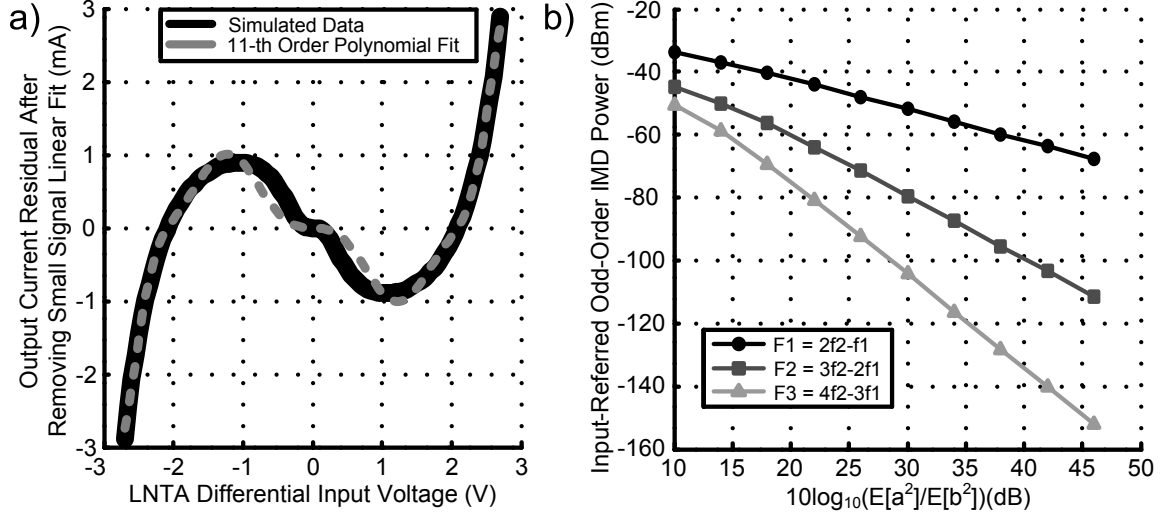 a)
Output Current Residual After
Removing Small Signal Linear Fit (mA)
3
2
1
0
-1
-2
-3
Simulated Data
11-th Order Polynomial Fit
-3
-2
-1
0
1
2
3
LNTA Differential Input Voltage (V)
b)
Input-Referred Odd-Order IMD Power (dBm)
-20
-40
-60
-80
-100
-120
-140
-160
F1 = 2f2-f1
F2 = 3f2-2f1
F3 = 4f2-3f1
10
15
20
25
30
35
40
45
50
10log₁₀(E[a²]/E[b²])(dB)